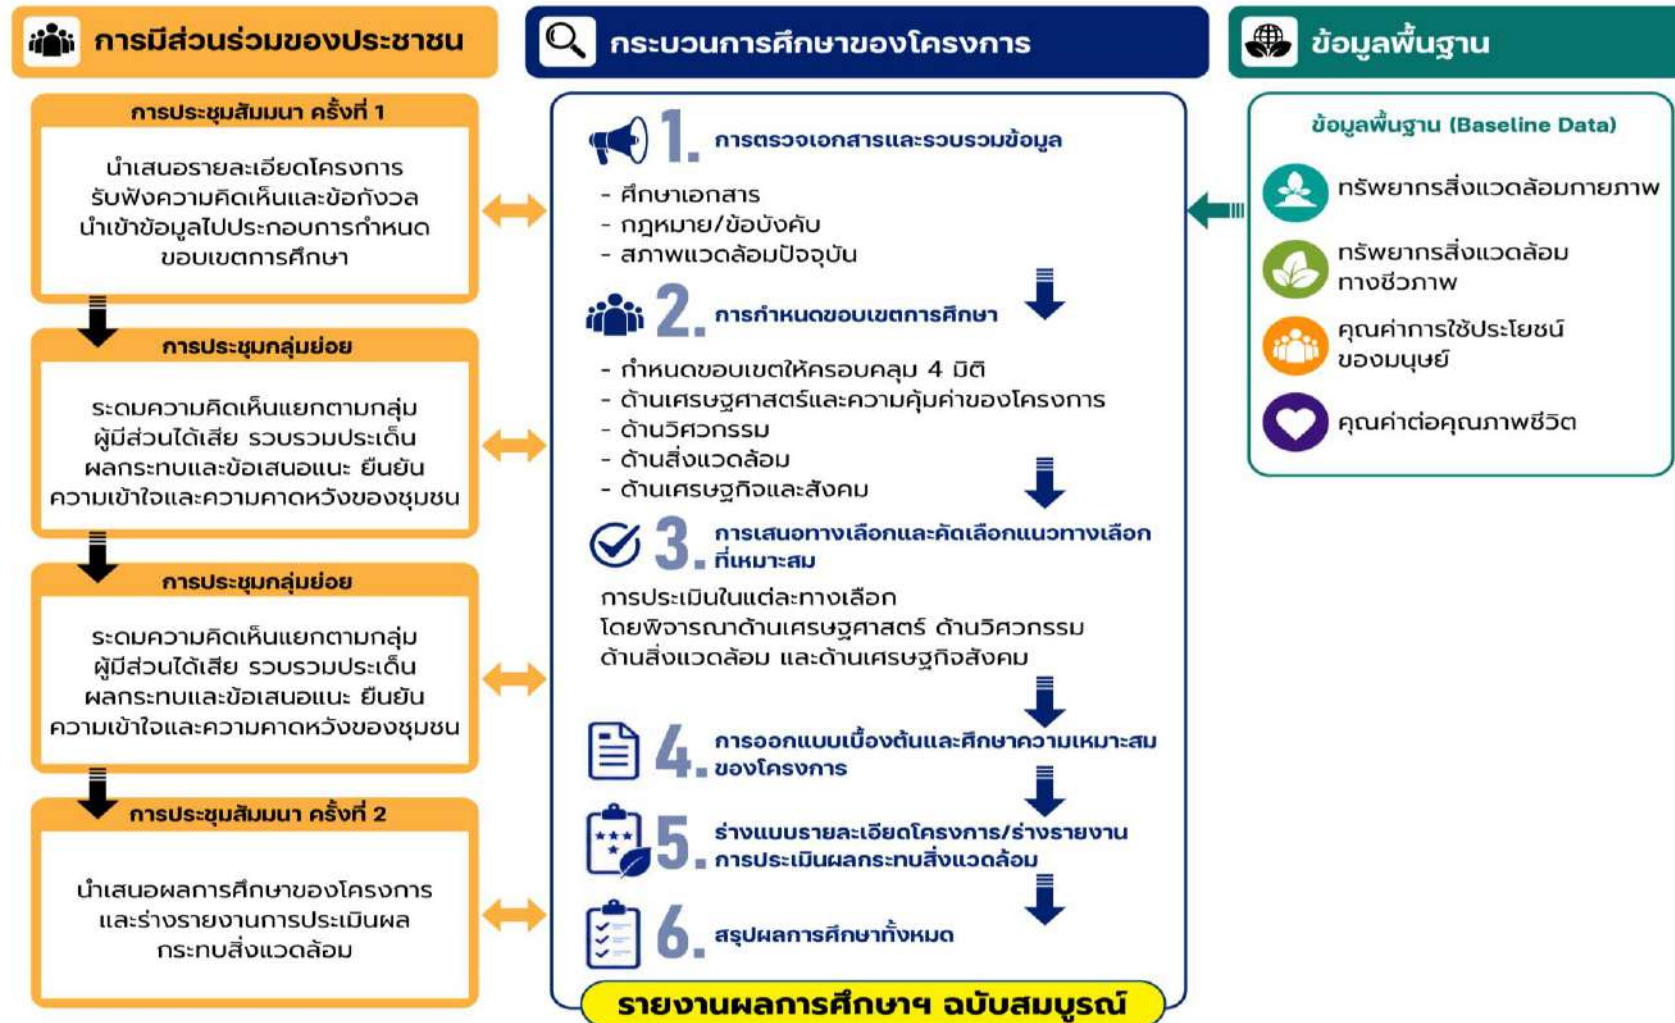 การมีส่วนร่วมของประชาชน
การประชุมสัมมนา ครั้งที่ 1
นำเสนอรายละเอียดโครงการ
รับฟังความคิดเห็นและข้อกังวล
นำเข้าข้อมูลไปประกอบการกำหนด
ขอบเขตการศึกษา
การประชุมกลุ่มย่อย
ระดมความคิดเห็นแยกตามกลุ่ม
ผู้มีส่วนได้เสีย รวบรวมประเด็น
ผลกระทบและข้อเสนอแนะ ยืนยัน
ความเข้าใจและความคาดหวังของชุมชน
การประชุมกลุ่มย่อย
ระดมความคิดเห็นแยกตามกลุ่ม
ผู้มีส่วนได้เสีย รวบรวมประเด็น
ผลกระทบและข้อเสนอแนะ ยืนยัน
ความเข้าใจและความคาดหวังของชุมชน
การประชุมสัมมนา ครั้งที่ 2
นำเสนอผลการศึกษาของโครงการ
และร่างรายงานการประเมินผล
กระทบสิ่งแวดล้อม
กระบวนการศึกษาของโครงการ
1. การตรวจเอกสารและรวบรวมข้อมูล
- ศึกษาเอกสาร
- กฎหมาย/ข้อบังคับ
- สภาพแวดล้อมปัจจุบัน
2. การกำหนดขอบเขตการศึกษา
- กำหนดขอบเขตให้ครอบคลุม 4 มิติ
- ด้านเศรษฐศาสตร์และความคุ้มค่าของโครงการ
- ด้านวิศวกรรม
- ด้านสิ่งแวดล้อม
- ด้านเศรษฐกิจและสังคม
3. การเสนอทางเลือกและคัดเลือกแนวทางเลือก
ที่เหมาะสม
การประเมินในแต่ละทางเลือก
โดยพิจารณาด้านเศรษฐศาสตร์ ด้านวิศวกรรม
ด้านสิ่งแวดล้อม และด้านเศรษฐกิจสังคม
4. การออกแบบเบื้องต้นและศึกษาความเหมาะสม
ของโครงการ
5. ร่างแบบรายละเอียดโครงการ/ร่างรายงาน
การประเมินผลกระทบสิ่งแวดล้อม
6. สรุปผลการศึกษาทั้งหมด
รายงานผลการศึกษาฯ ฉบับสมบูรณ์
ข้อมูลพื้นฐาน
ข้อมูลพื้นฐาน (Baseline Data)
ทรัพยากรสิ่งแวดล้อมกายภาพ
ทรัพยากรสิ่งแวดล้อม
ทางชีวภาพ
คุณค่าการใช้ประโยชน์
ของมนุษย์
คุณค่าต่อคุณภาพชีวิต